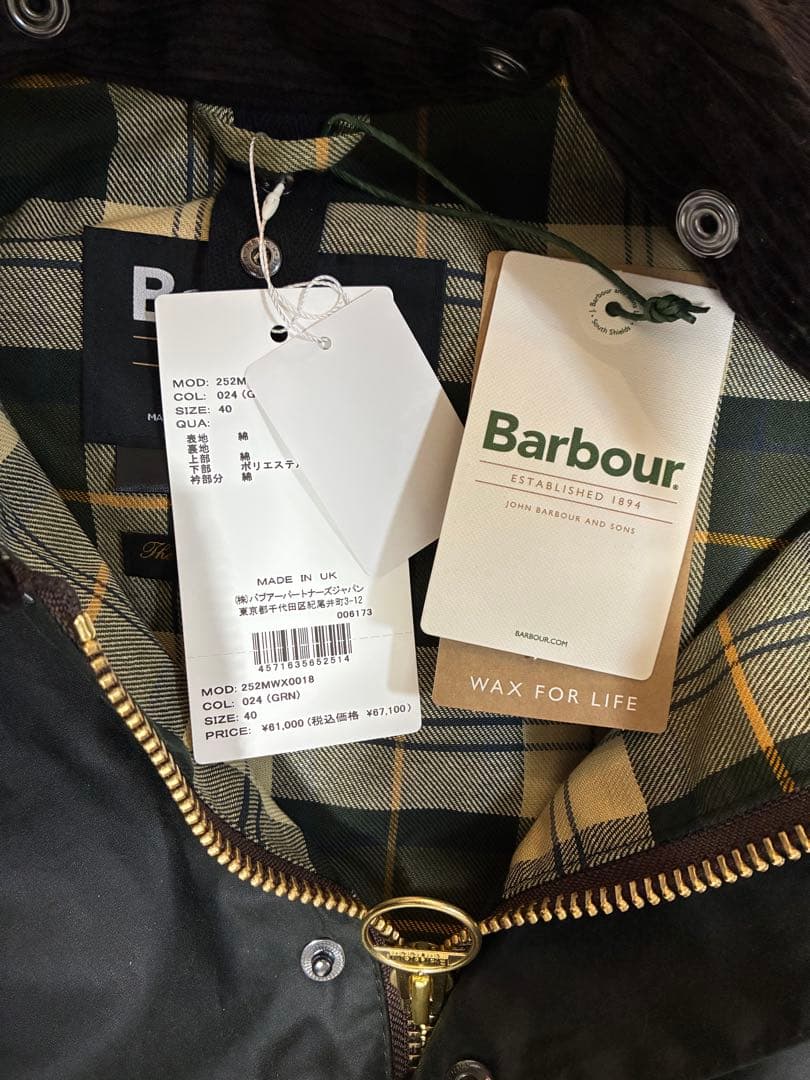 MOD: 252M
COL: 024 (G
SIZE: 40
QUA:
表地 綿
裏地
上部 綿
下部 ポリエステ
衿部分 綿
MADE IN UK
(株)バブアーパートナーズジャパン
東京都千代田区紀尾井町3-12
006173
4571635652514
MOD: 252MWX0018
COL: 024 (GRN)
SIZE: 40
PRICE: ¥61,000 (税込価格 ¥67,100)
South Shields
Barbour
ESTABLISHED 1894
JOHN BARBOUR AND SONS
BARBOUR.COM
WAX FOR LIFE
The
Barbour